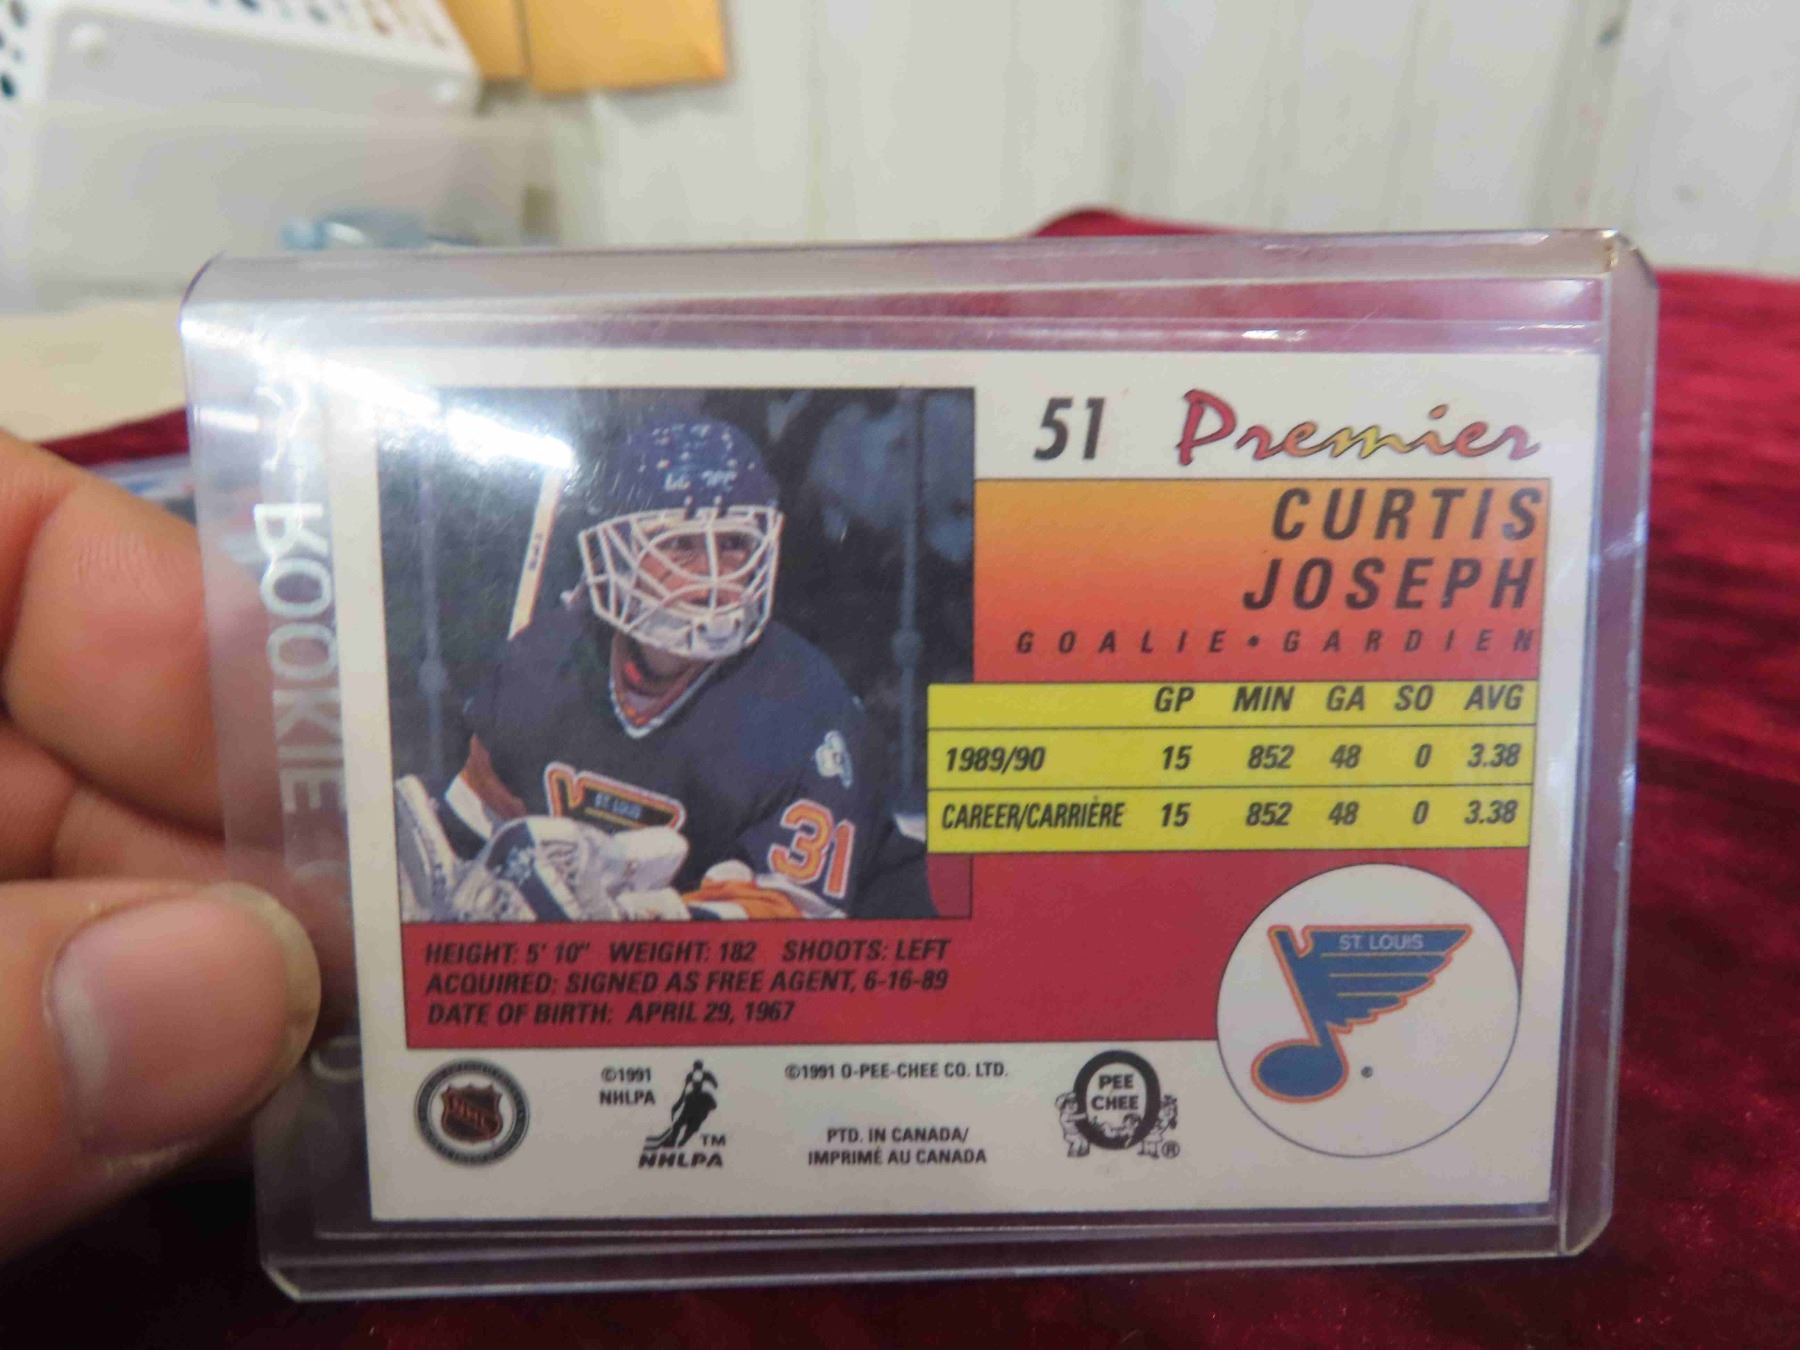 51 Premier
CURTIS
JOSEPH
GOALIE • GARDIEN
GP MIN GA SO AVG
1989/90 15 852 48 0 3.38
CAREER/CARRIÈRE 15 852 48 0 3.38
ST. LOUIS
31
HEIGHT: 5' 10" WEIGHT: 182 SHOOTS: LEFT
ACQUIRED: SIGNED AS FREE AGENT, 6-16-89
DATE OF BIRTH: APRIL 29, 1967
ST. LOUIS
®
NHL
©1991
NHLPA
TM
NHLPA
©1991 O-PEE-CHEE CO. LTD.
PTD. IN CANADA/
IMPRIMÉ AU CANADA
O
PEE
CHEE
®
ROOKIE